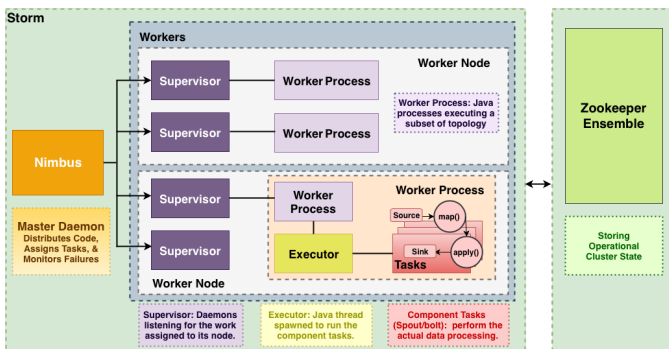 Storm
Workers
Worker Node
Supervisor
Worker Process
Worker Process: Java
processes executing a
subset of topology
Supervisor
Worker Process
Nimbus
Master Daemon
Distributes Code,
Assigns Tasks, &
Monitors Failures
Supervisor
Worker
Process
Worker Process
Source
map()
Supervisor
Executor
Sink
apply()
Tasks
Worker Node
Supervisor: Daemons
listening for the work
assigned to its node.
Executor: Java thread
spawned to run the
component tasks.
Component Tasks
(Spout/bolt): perform the
actual data processing.
Zookeeper
Ensemble
Storing
Operational
Cluster State